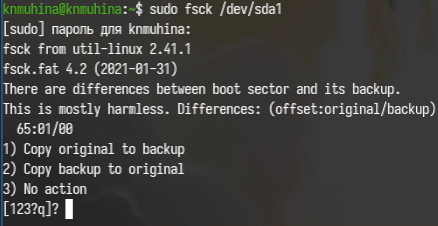 knmuhina@knmuhina:~$ sudo fsck /dev/sda1
[sudo] пароль для knmuhina:
fsck from util-linux 2.41.1
fsck.fat 4.2 (2021-01-31)
There are differences between boot sector and its backup.
This is mostly harmless. Differences: (offset:original/backup)
  65:01/00
1) Copy original to backup
2) Copy backup to original
3) No action
[123?q]?